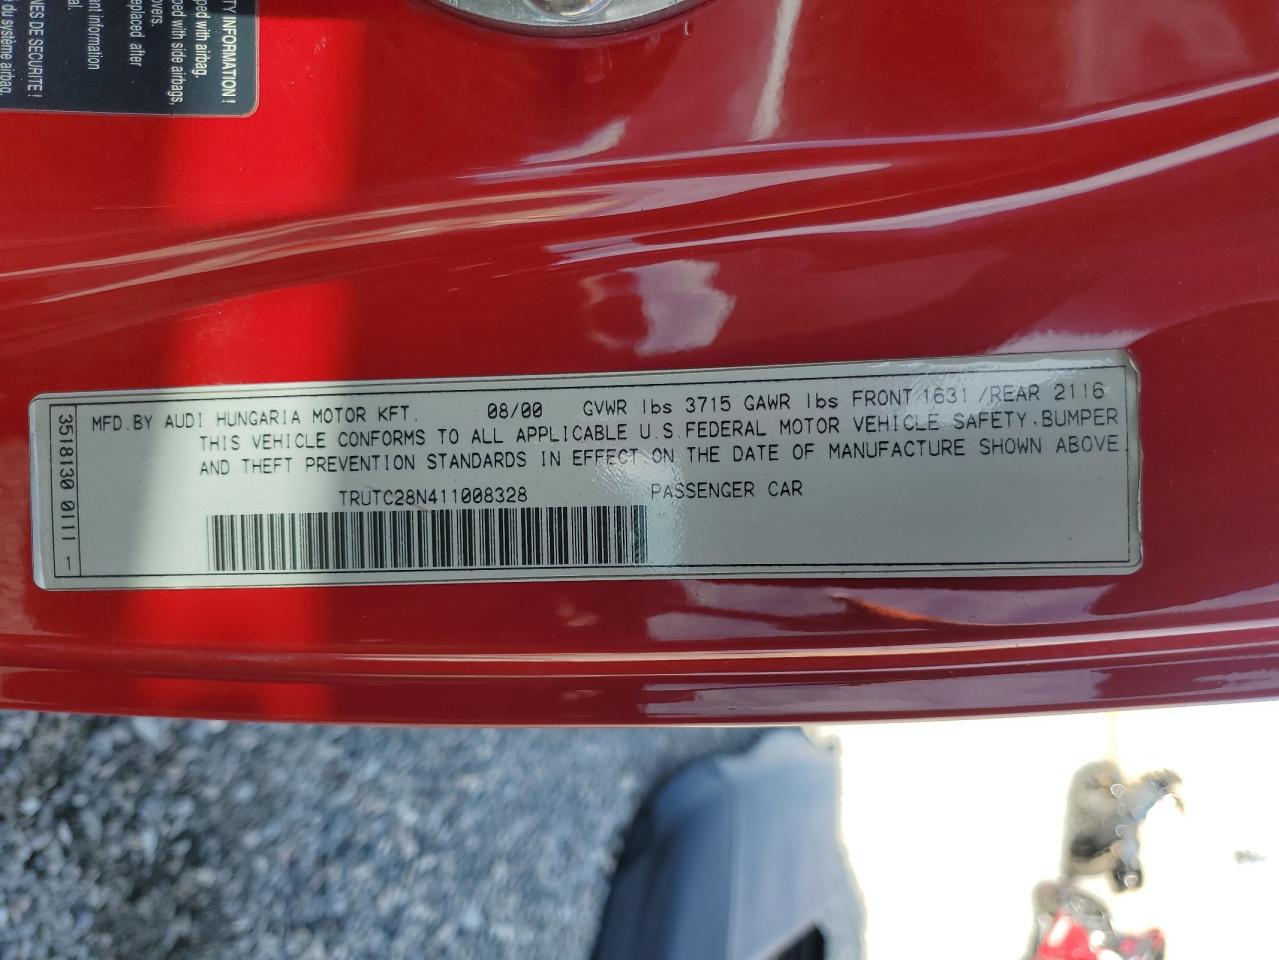 TY INFORMATION!
ped with airbag,
ped with side airbags,
overs.
eplaced after
nt information
al.
NES DE SECURITE!
du système airbag.
3518130 0111 1
MFD. BY AUDI HUNGARIA MOTOR KFT. 08/00 GVWR lbs 3715 GAWR lbs FRONT 1631 /REAR 2116
THIS VEHICLE CONFORMS TO ALL APPLICABLE U.S. FEDERAL MOTOR VEHICLE SAFETY, BUMPER
AND THEFT PREVENTION STANDARDS IN EFFECT ON THE DATE OF MANUFACTURE SHOWN ABOVE
TRUTC28N411008328 PASSENGER CAR